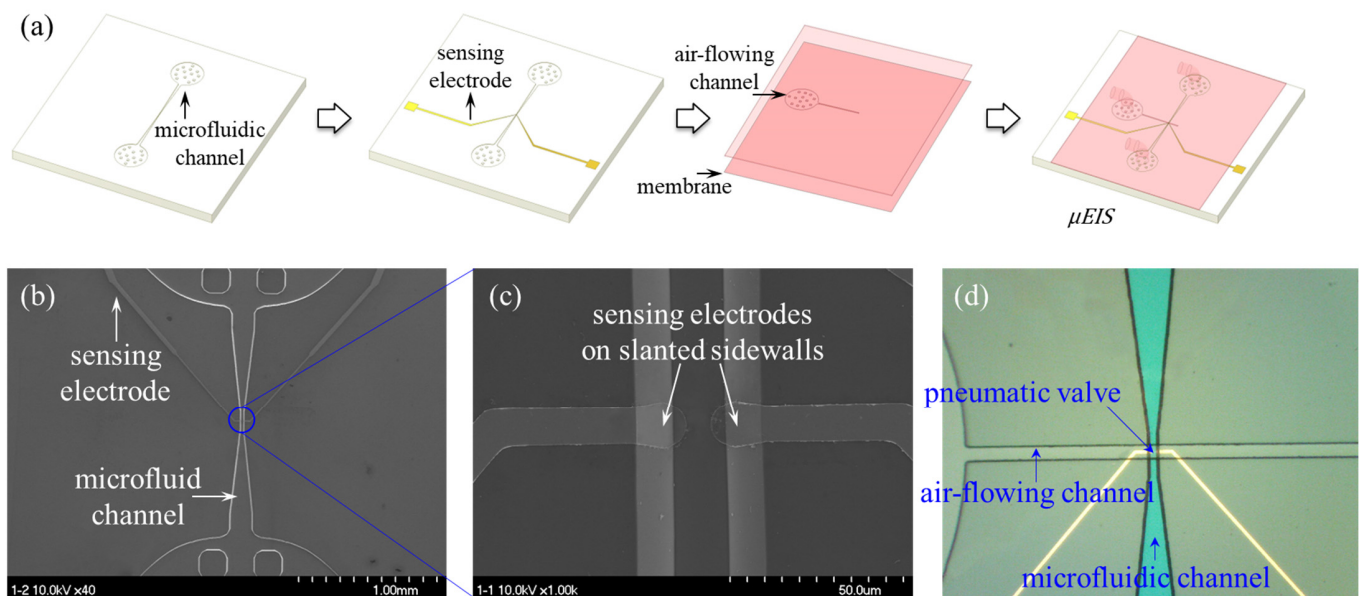 (a)
microfluidic
channel
sensing
electrode
air-flowing
channel
membrane
μEIS
(b)
sensing
electrode
microfluid
channel
1-2 10.0kV x40
1.00mm
(c)
sensing electrodes
on slanted sidewalls
1-1 10.0kV x1.00k
50.0um
(d)
pneumatic valve
air-flowing channel
microfluidic channel